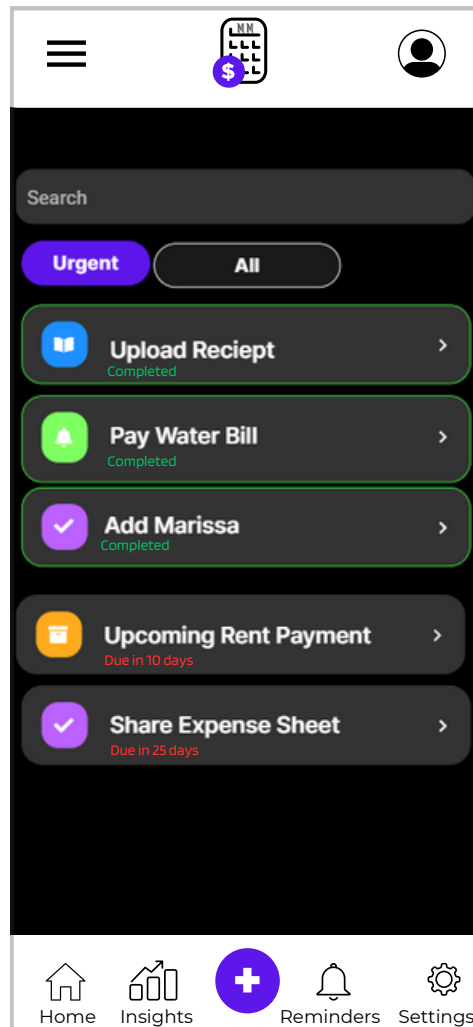 MM
$
Search
Urgent
All
Upload Reciept
Completed
Pay Water Bill
Completed
Add Marissa
Completed
Upcoming Rent Payment
Due in 10 days
Share Expense Sheet
Due in 25 days
Home
Insights
Reminders
Settings